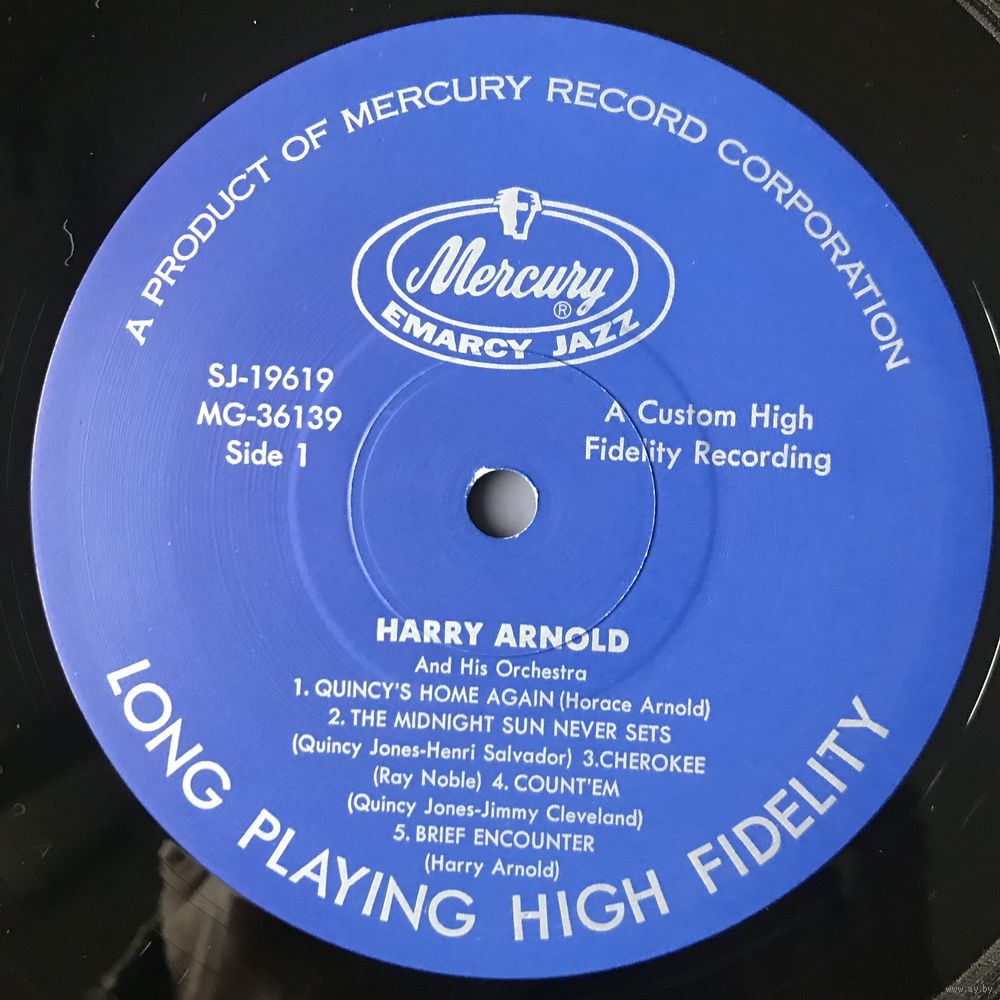 A PRODUCT OF MERCURY RECORD CORPORATION
Mercury ®
EMARCY JAZZ
SJ-19619
MG-36139
Side 1
A Custom High
Fidelity Recording
HARRY ARNOLD
And His Orchestra
1. QUINCY'S HOME AGAIN (Horace Arnold)
2. THE MIDNIGHT SUN NEVER SETS
(Quincy Jones-Henri Salvador) 3.CHEROKEE
(Ray Noble) 4. COUNT'EM
(Quincy Jones-Jimmy Cleveland)
5. BRIEF ENCOUNTER
(Harry Arnold)
LONG PLAYING HIGH FIDELITY
www.ay.by